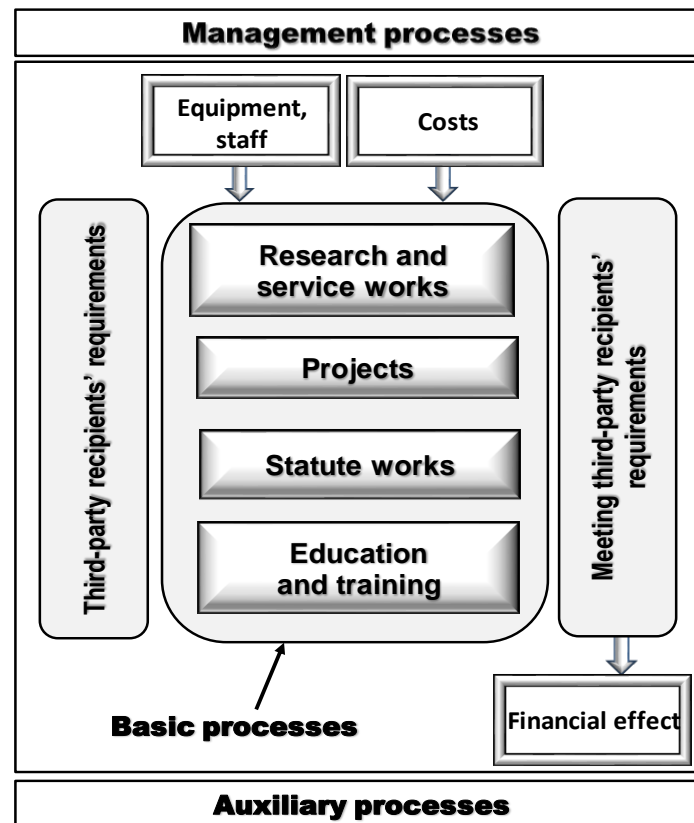 Management processes
Equipment,
staff
Costs
Third-party recipients’ requirements
Research and
service works
Projects
Statute works
Education
and training
Meeting third-party recipients’
requirements
Basic processes
Financial effect
Auxiliary processes